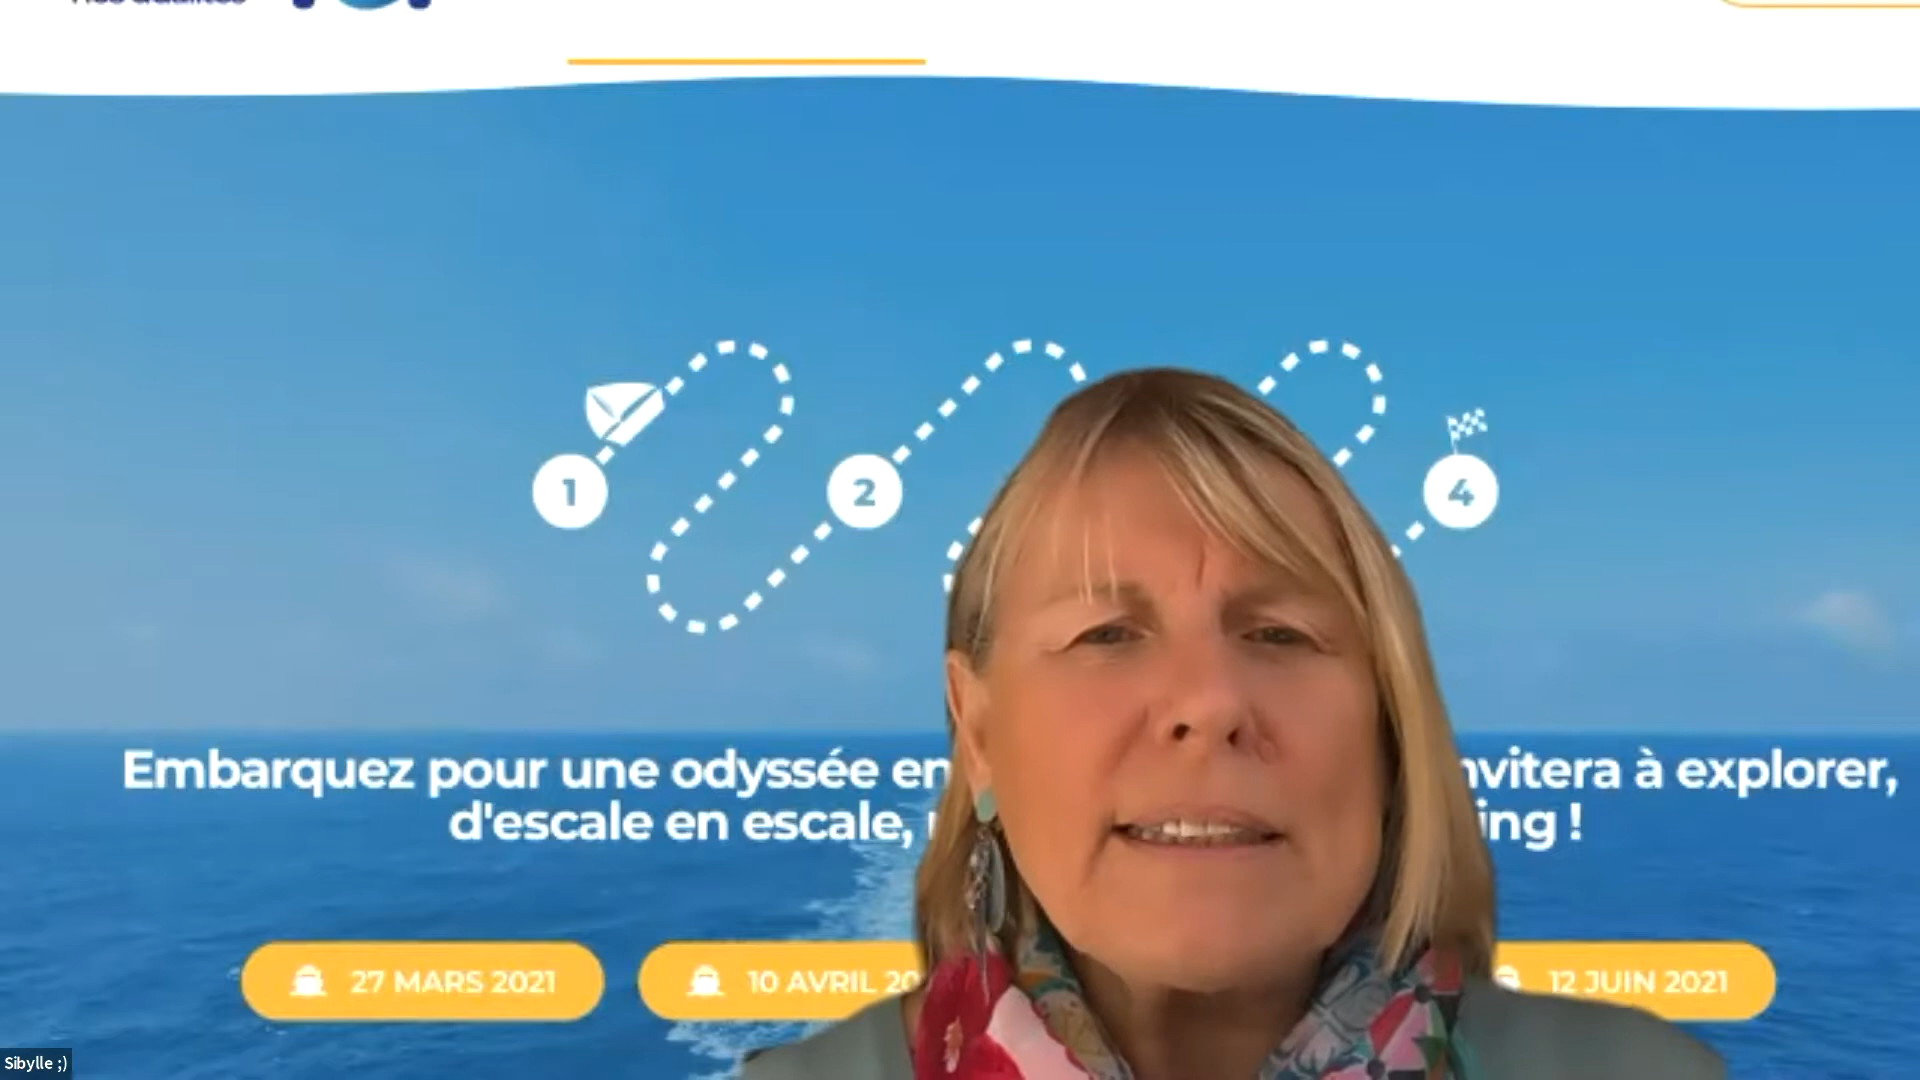 1
2
4
Embarquez pour une odyssée en nvitera à explorer,
d'escale en escale, ing !
27 MARS 2021 10 AVRIL 20 12 JUIN 2021
Sibylle ;)